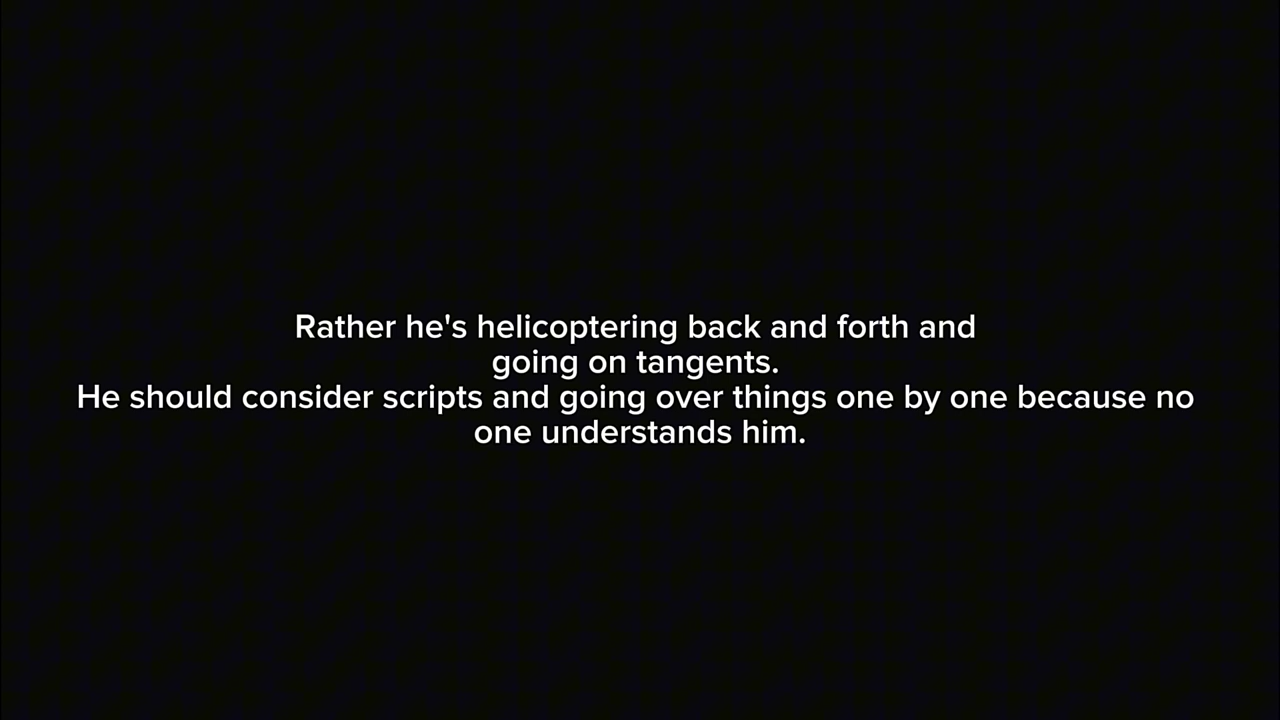 Rather he's helicoptering back and forth and
going on tangents.
He should consider scripts and going over things one by one because no
one understands him.